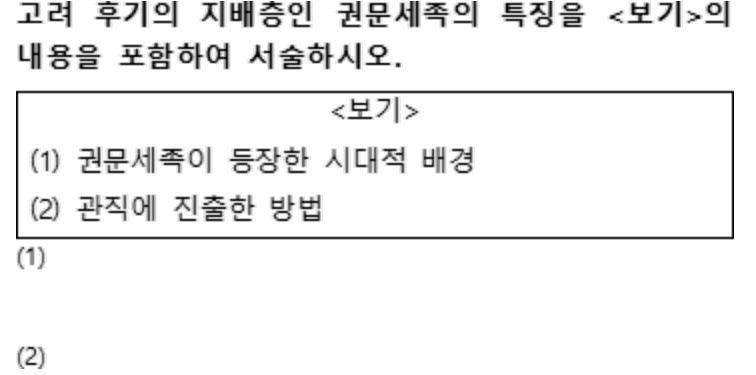 고려 후기의 지배층인 권문세족의 특징을 <보기>의
내용을 포함하여 서술하시오.
<보기>
(1) 권문세족이 등장한 시대적 배경
(2) 관직에 진출한 방법
(1)
(2)